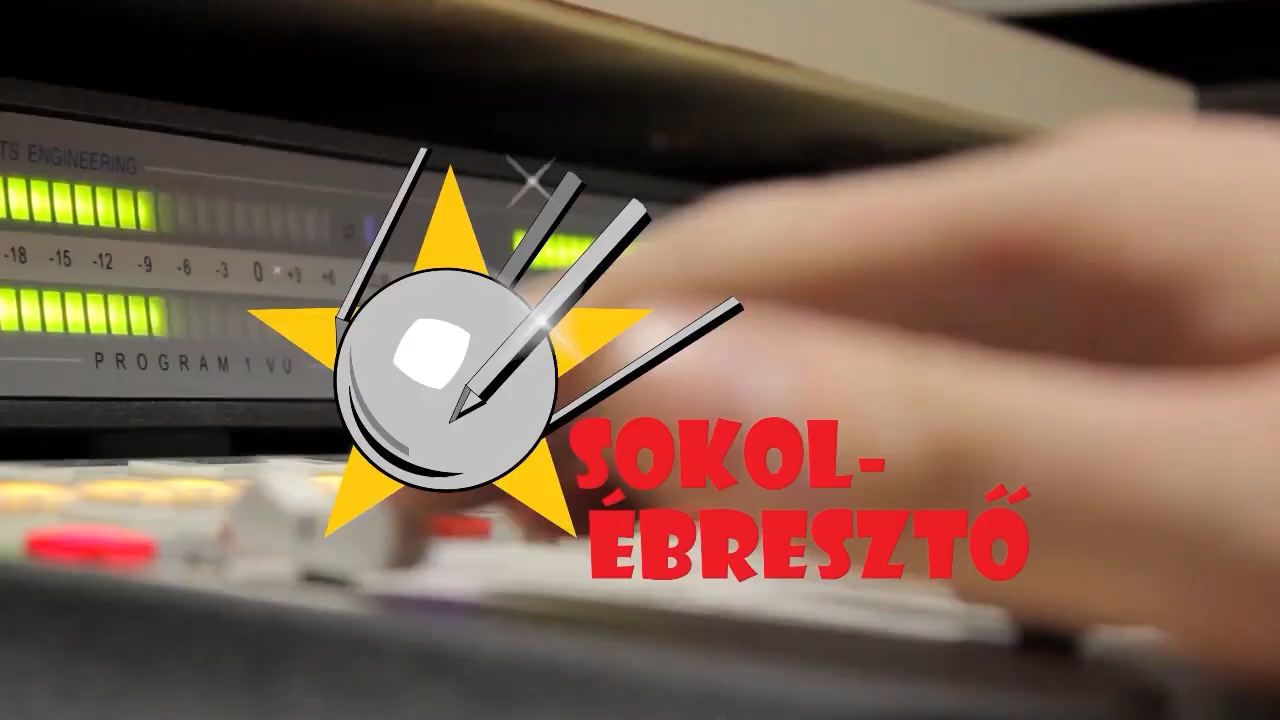 TS ENGINEERING
-18 -15 -12 -9 -6 -3 0 +3 +6
PROGRAM 1 VU
SOKOL-
ÉBRESZTŐ